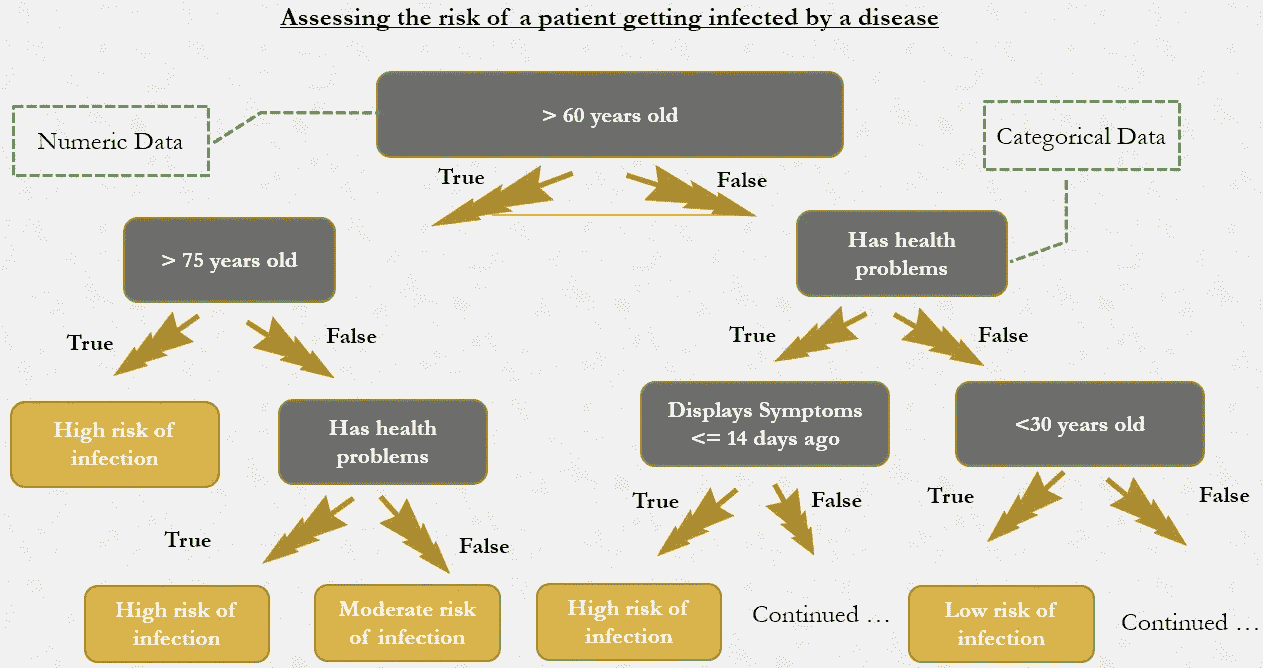 Assessing the risk of a patient getting infected by a disease
> 60 years old
Numeric Data
Categorical Data
True
False
> 75 years old
Has health
problems
True
False
True
False
High risk of
infection
Has health
problems
Displays Symptoms
<= 14 days ago
<30 years old
True
False
True
False
True
False
High risk of
infection
Moderate risk
of infection
High risk of
infection
Continued …
Low risk of
infection
Continued …